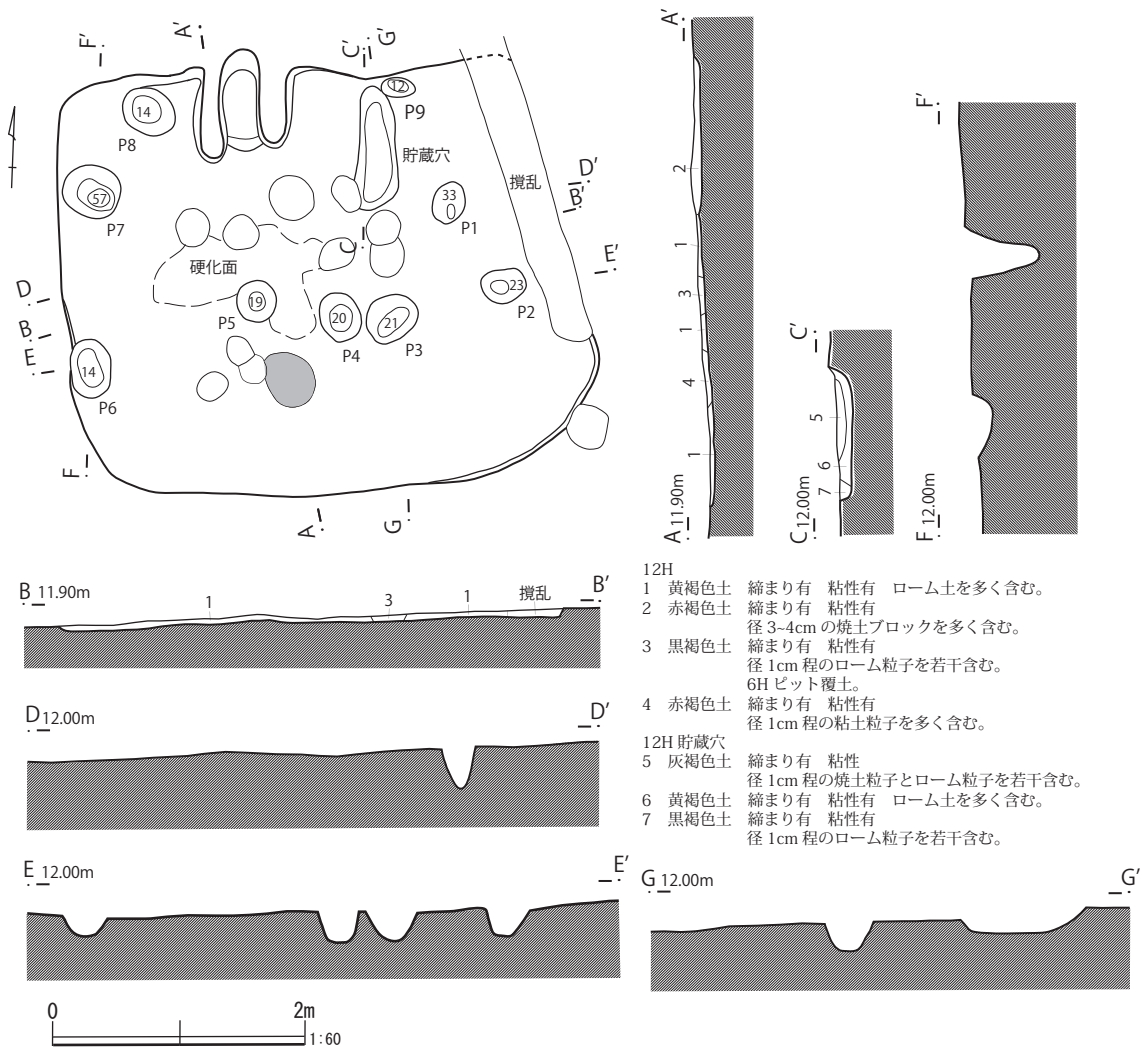 F′
A′
C′
G′
14
P8
12
P9
貯蔵穴
57
P7
33
P1
撹乱
D′
B′
E′
C
硬化面
D
B
E
19
P5
20
P4
21
P3
23
P2
14
P6
F
A
G
A′
2
1
3
1
4
1
A 11.90m
C′
5
6
7
C 12.00m
F′
F 12.00m
B 11.90m
1
3
1
撹乱
B′
D 12.00m
D′
E 12.00m
E′
G 12.00m
G′
12H
1 黄褐色土 締まり有 粘性有 ローム土を多く含む。
2 赤褐色土 締まり有 粘性有
径 3~4cm の焼土ブロックを多く含む。
3 黒褐色土 締まり有 粘性有
径 1cm 程のローム粒子を若干含む。
6H ピット覆土。
4 赤褐色土 締まり有 粘性有
径 1cm 程の粘土粒子を多く含む。
12H 貯蔵穴
5 灰褐色土 締まり有 粘性
径 1cm 程の焼土粒子とローム粒子を若干含む。
6 黄褐色土 締まり有 粘性有 ローム土を多く含む。
7 黒褐色土 締まり有 粘性有
径 1cm 程のローム粒子を若干含む。
0 2m
1:60